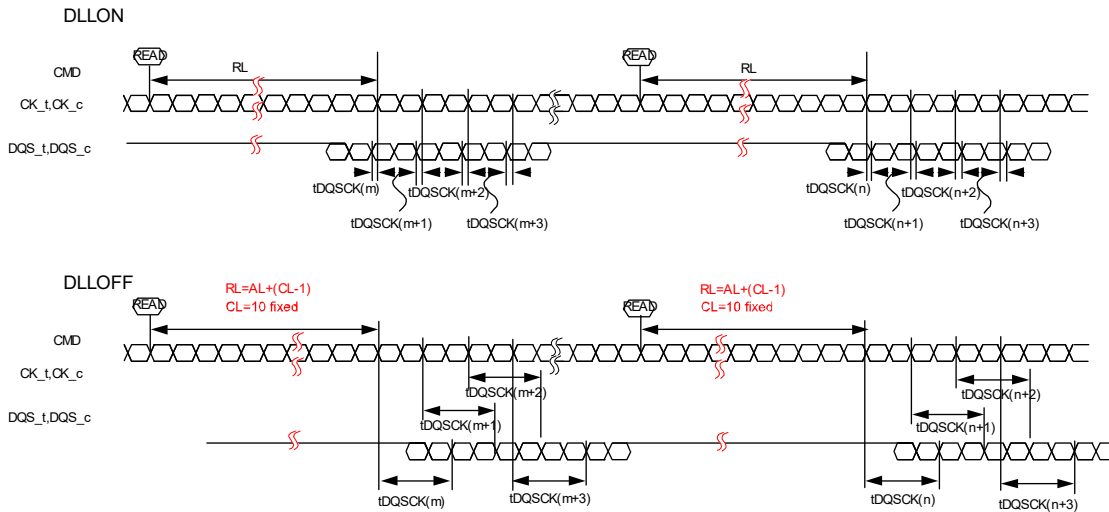 DLLON
READ
READ
CMD
RL
RL
CK_t,CK_c
DQS_t,DQS_c
tDQSCK(m)
tDQSCK(m+2)
tDQSCK(m+1)
tDQSCK(m+3)
tDQSCK(n)
tDQSCK(n+2)
tDQSCK(n+1)
tDQSCK(n+3)
DLLOFF
READ
RL=AL+(CL-1)
CL=10 fixed
READ
RL=AL+(CL-1)
CL=10 fixed
CMD
CK_t,CK_c
tDQSCK(m+2)
tDQSCK(n+2)
DQS_t,DQS_c
tDQSCK(m+1)
tDQSCK(n+1)
tDQSCK(m)
tDQSCK(m+3)
tDQSCK(n)
tDQSCK(n+3)